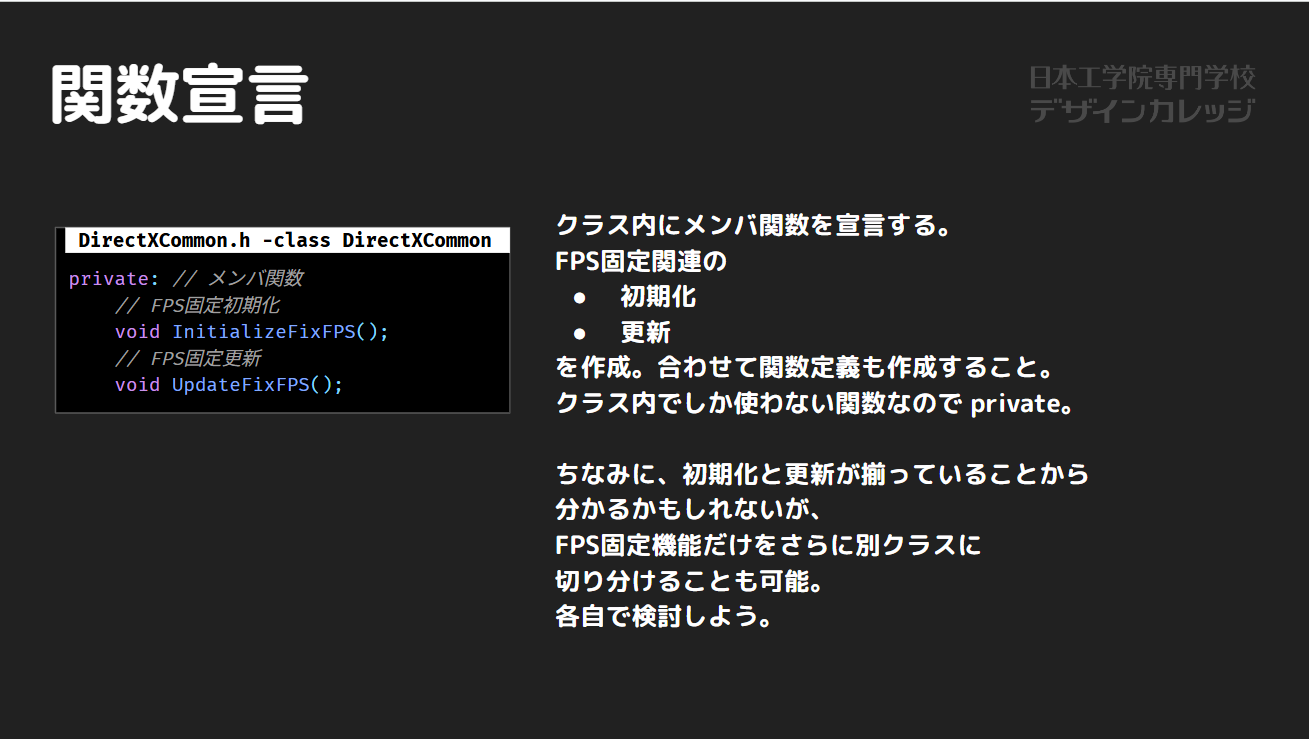 関数宣言
日本工学院専門学校
デザインカレッジ
DirectXCommon.h -class DirectXCommon
private: // メンバ関数
// FPS固定初期化
void InitializeFixFPS();
// FPS固定更新
void UpdateFixFPS();
クラス内にメンバ関数を宣言する。
FPS固定関連の
● 初期化
● 更新
を作成。合わせて関数定義も作成すること。
クラス内でしか使わない関数なので private。
ちなみに、初期化と更新が揃っていることから
分かるかもしれないが、
FPS固定機能だけをさらに別クラスに
切り分けることも可能。
各自で検討しよう。